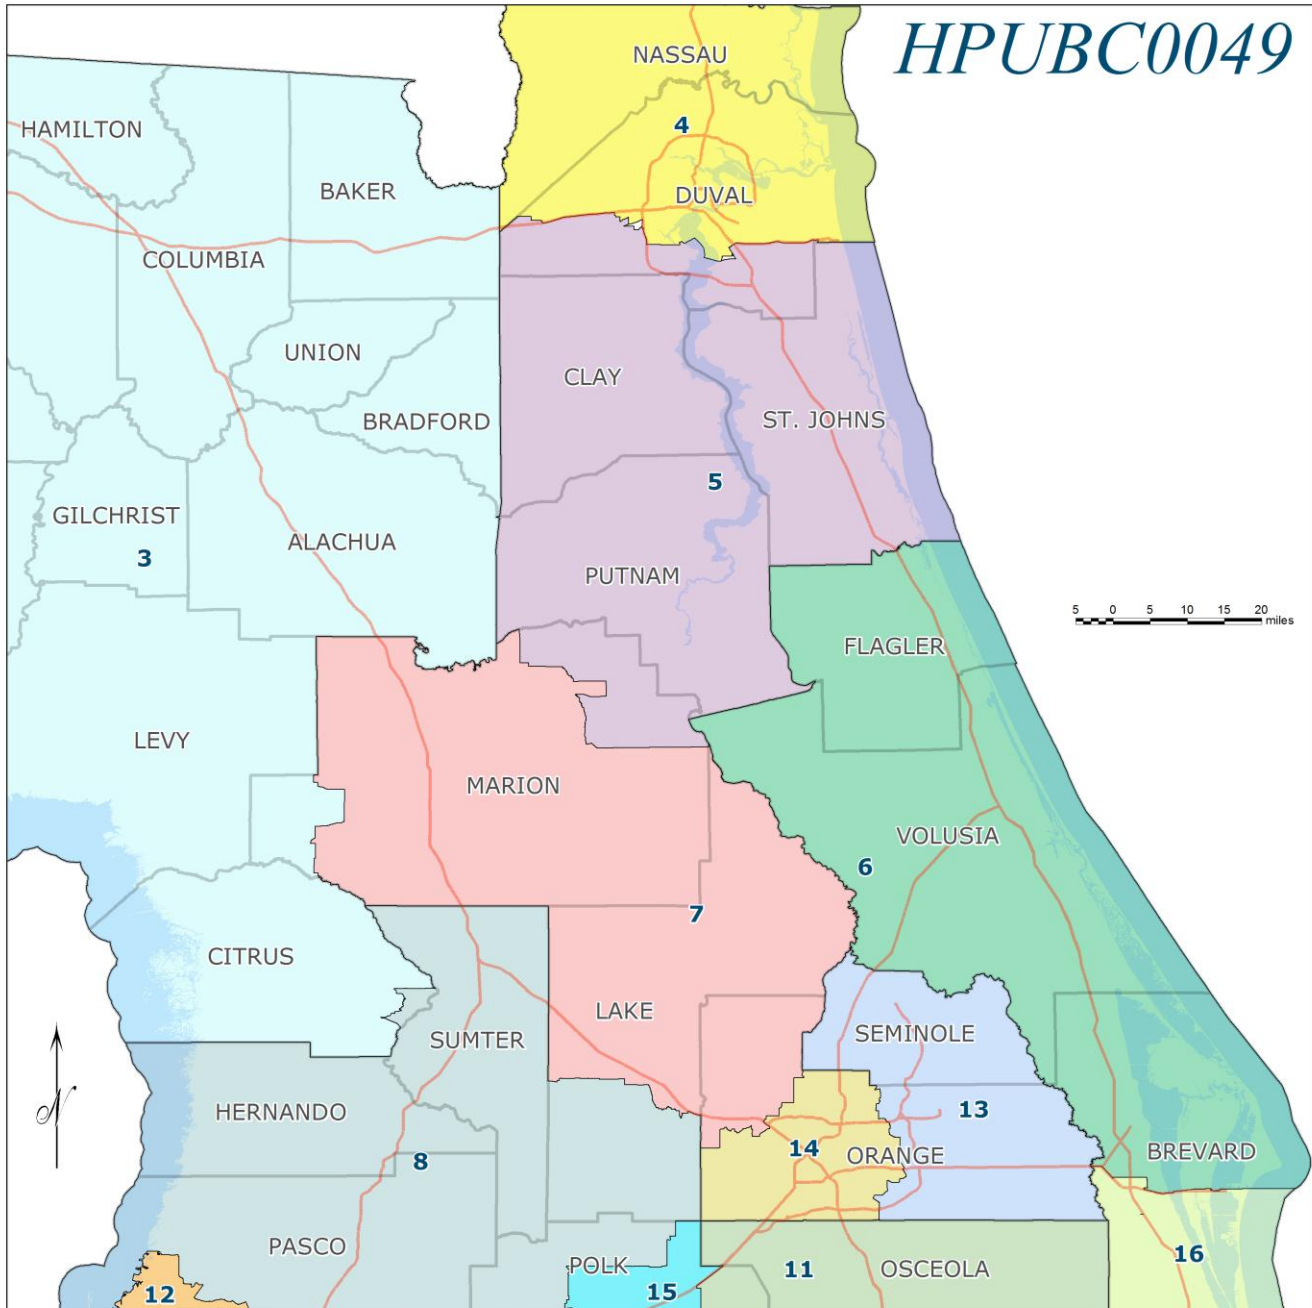 HPUBC0049
NASSAU
4
HAMILTON
BAKER
DUVAL
COLUMBIA
UNION
CLAY
BRADFORD
ST. JOHNS
5
GILCHRIST
ALACHUA
3
PUTNAM
5 0 5 10 15 20
miles
FLAGLER
LEVY
MARION
VOLUSIA
6
7
CITRUS
LAKE
SEMINOLE
SUMTER
N
HERNANDO
13
8
14
ORANGE
BREVARD
PASCO
POLK
11
OSCEOLA
16
12
15